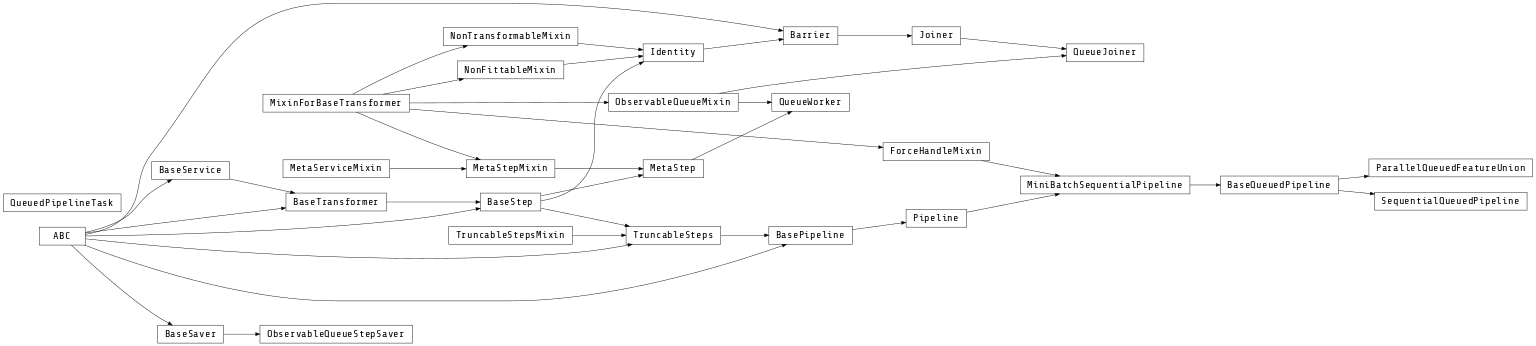 NonTransformableMixin
Barrier
Joiner
Identity
QueueJoiner
NonFittableMixin
MixinForBaseTransformer
ObservableQueueMixin
QueueWorker
ForceHandleMixin
BaseService
MetaServiceMixin
MetaStepMixin
MetaStep
ParallelQueuedFeatureUnion
MiniBatchSequentialPipeline
BaseQueuedPipeline
QueuedPipelineTask
BaseTransformer
BaseStep
SequentialQueuedPipeline
Pipeline
ABC
TruncableStepsMixin
TruncableSteps
BasePipeline
BaseSaver
ObservableQueueStepSaver